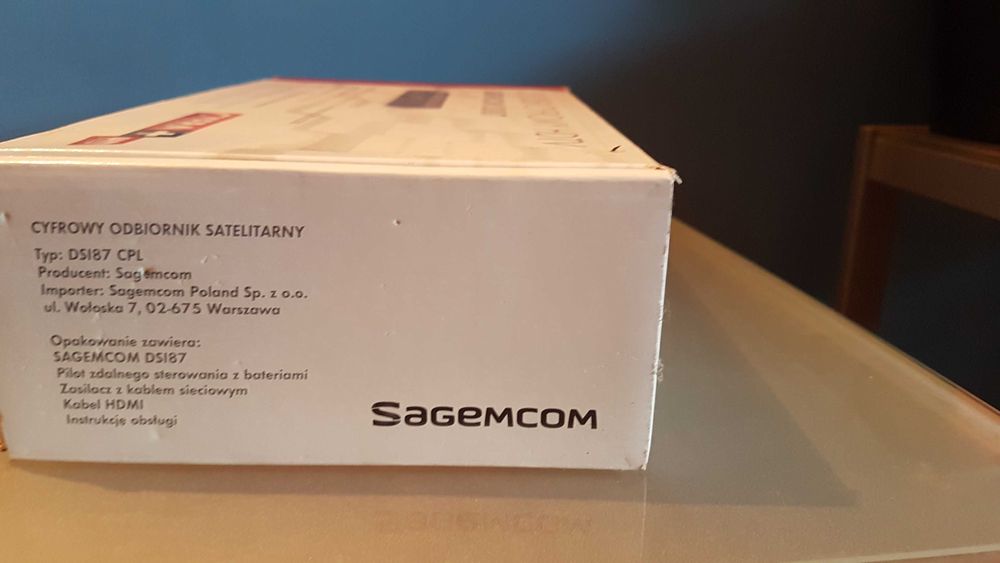 CYFROWY ODBIORNIK SATELITARNY
Typ: DSI87 CPL
Producent: Sagemcom
Importer: Sagemcom Poland Sp. z o.o.
ul. Wołoska 7, 02-675 Warszawa
Opakowanie zawiera:
SAGEMCOM DSI87
Pilot zdalnego sterowania z bateriami
Zasilacz z kablem sieciowym
Kabel HDMI
Instrukcję obsługi
SAGEMCOM